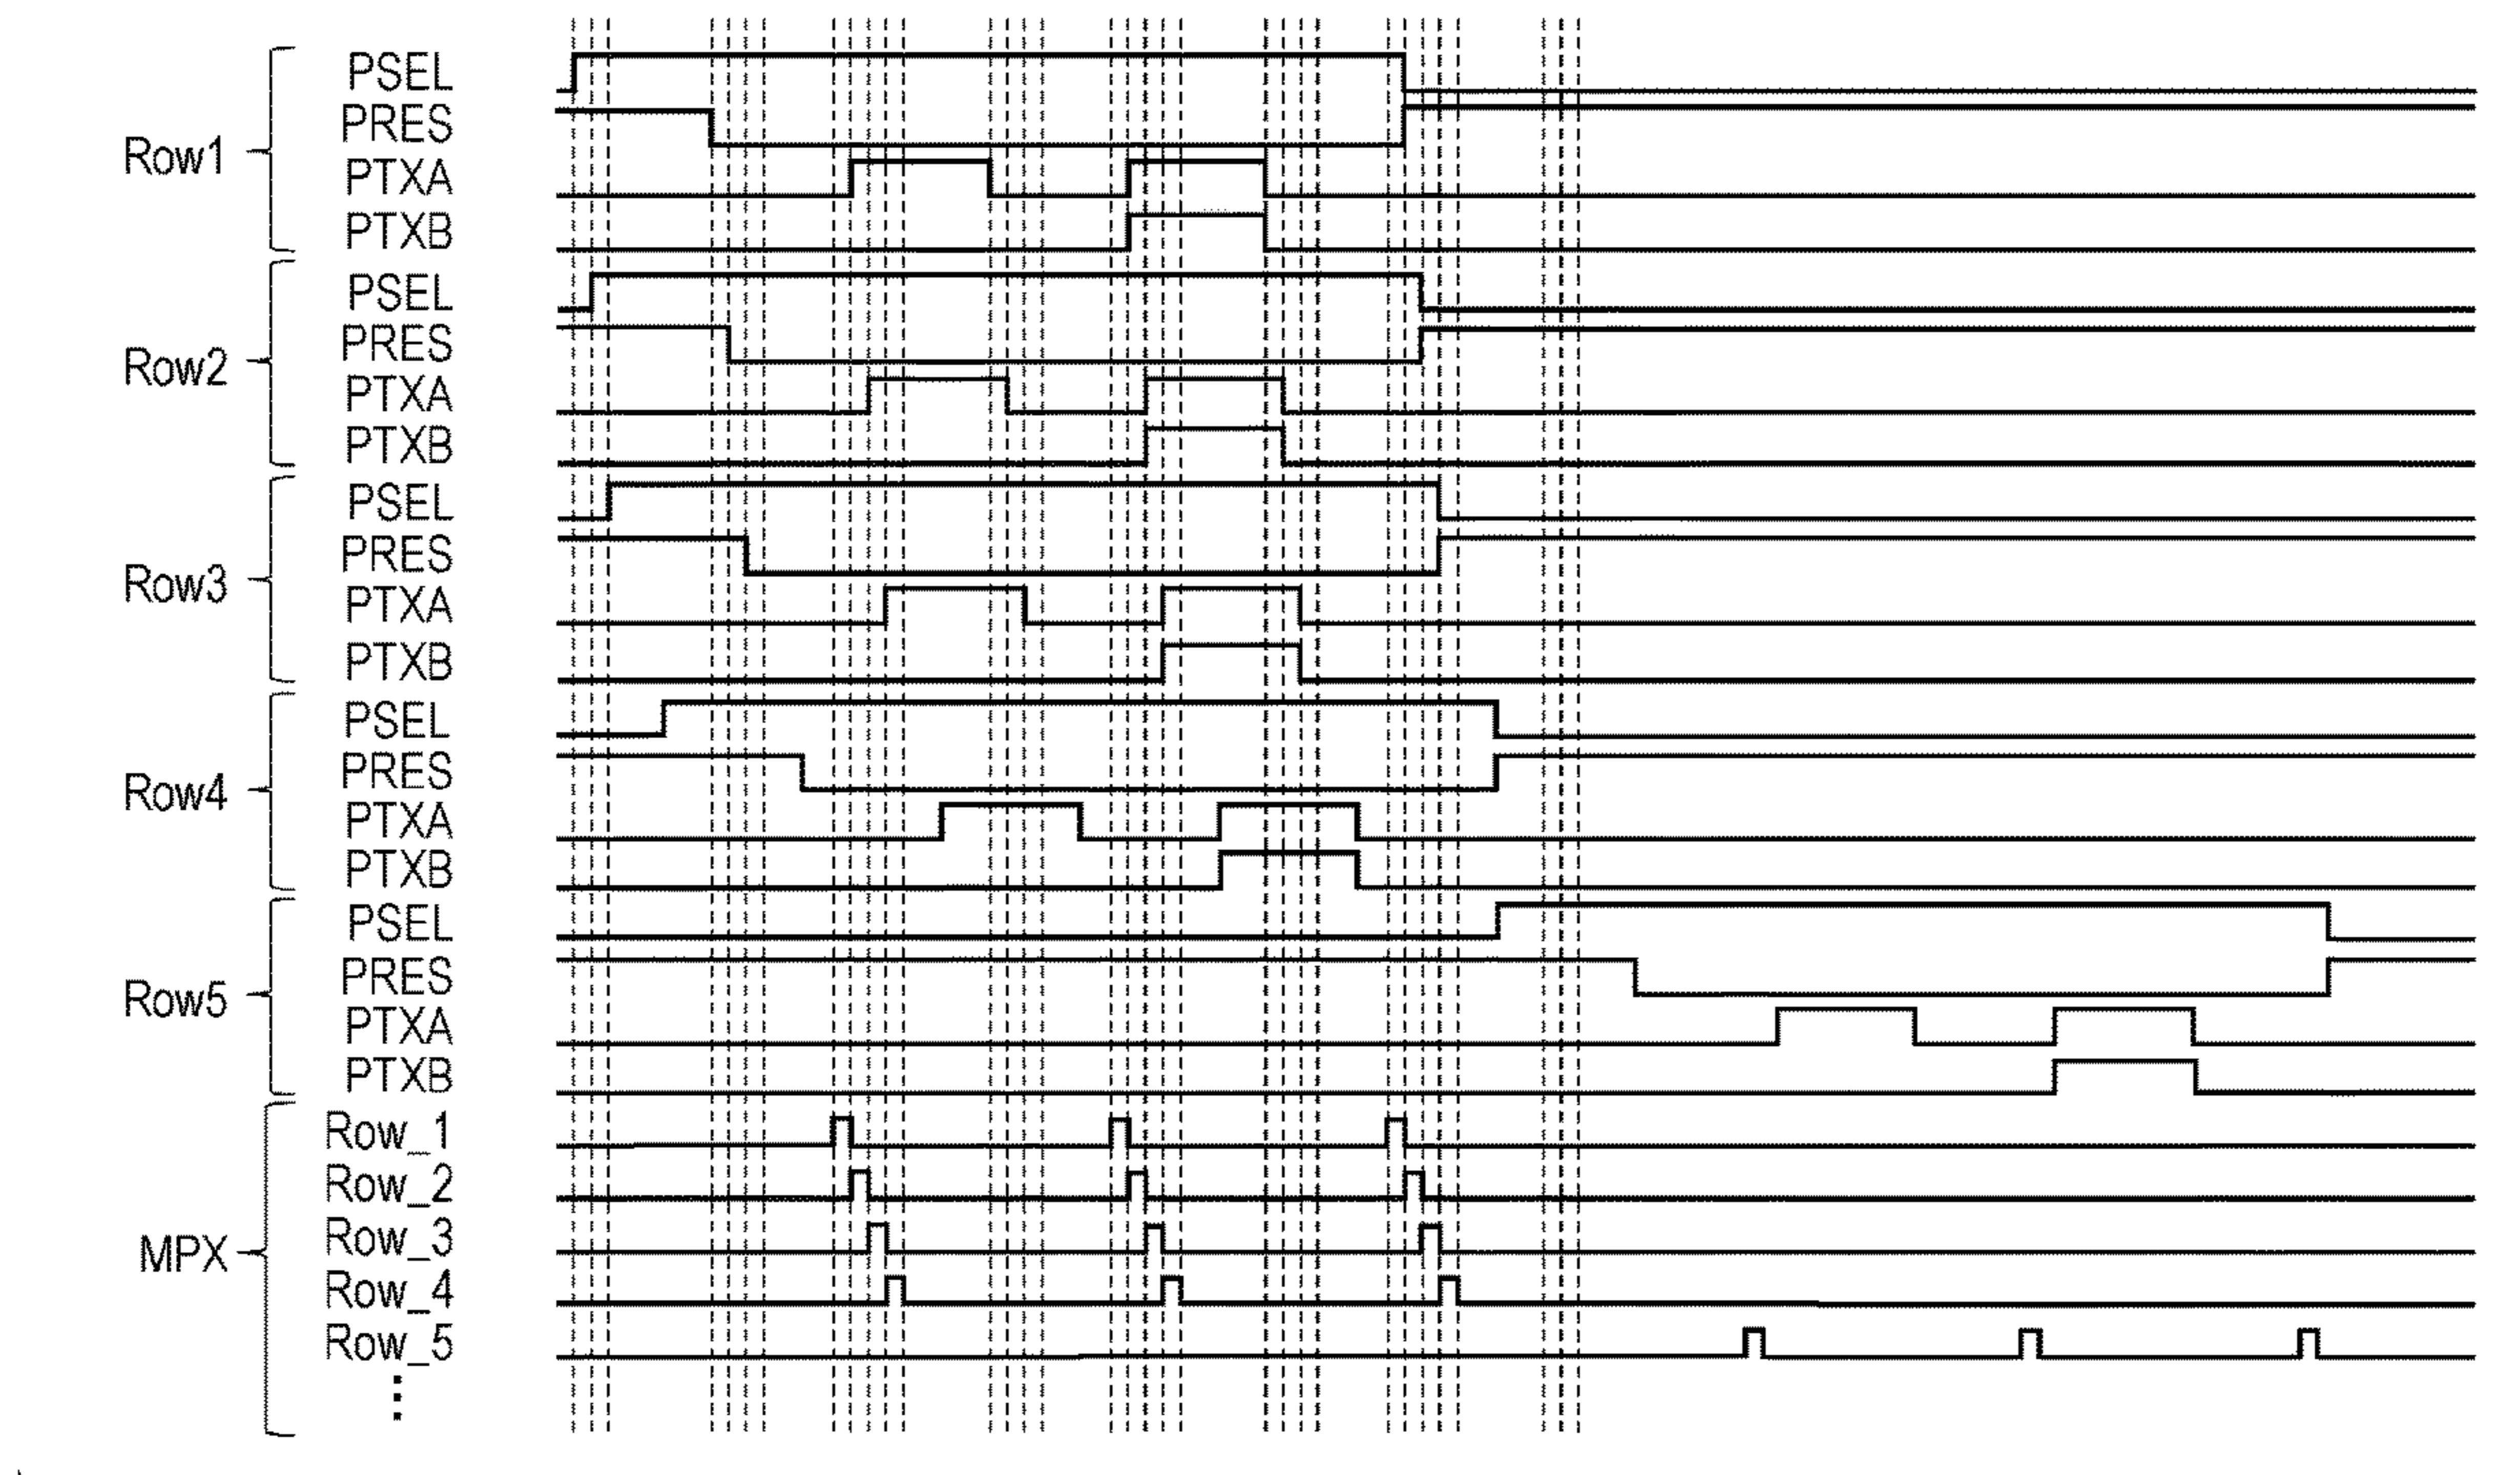 Row1
PSEL
PRES
PTXA
PTXB
Row2
PSEL
PRES
PTXA
PTXB
Row3
PSEL
PRES
PTXA
PTXB
Row4
PSEL
PRES
PTXA
PTXB
Row5
PSEL
PRES
PTXA
PTXB
MPX
Row_1
Row_2
Row_3
Row_4
Row_5
⋮